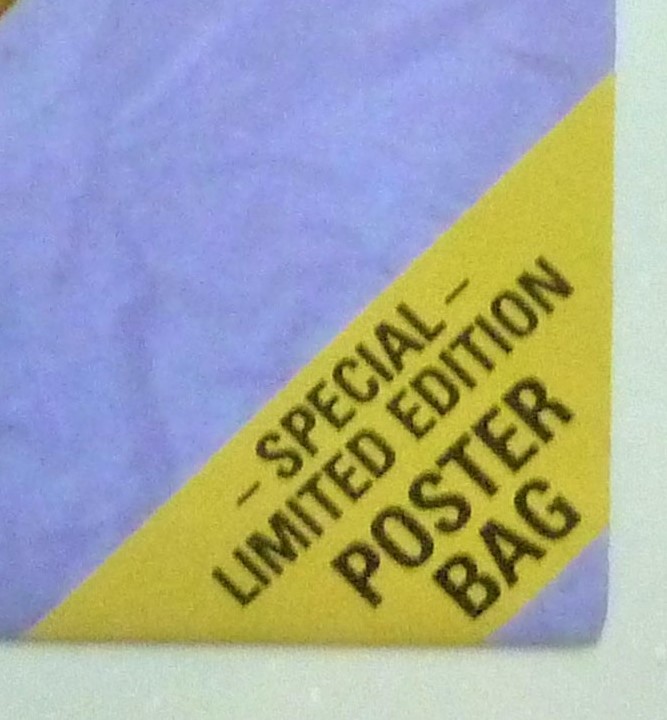 – SPECIAL –
LIMITED EDITION
POSTER
BAG